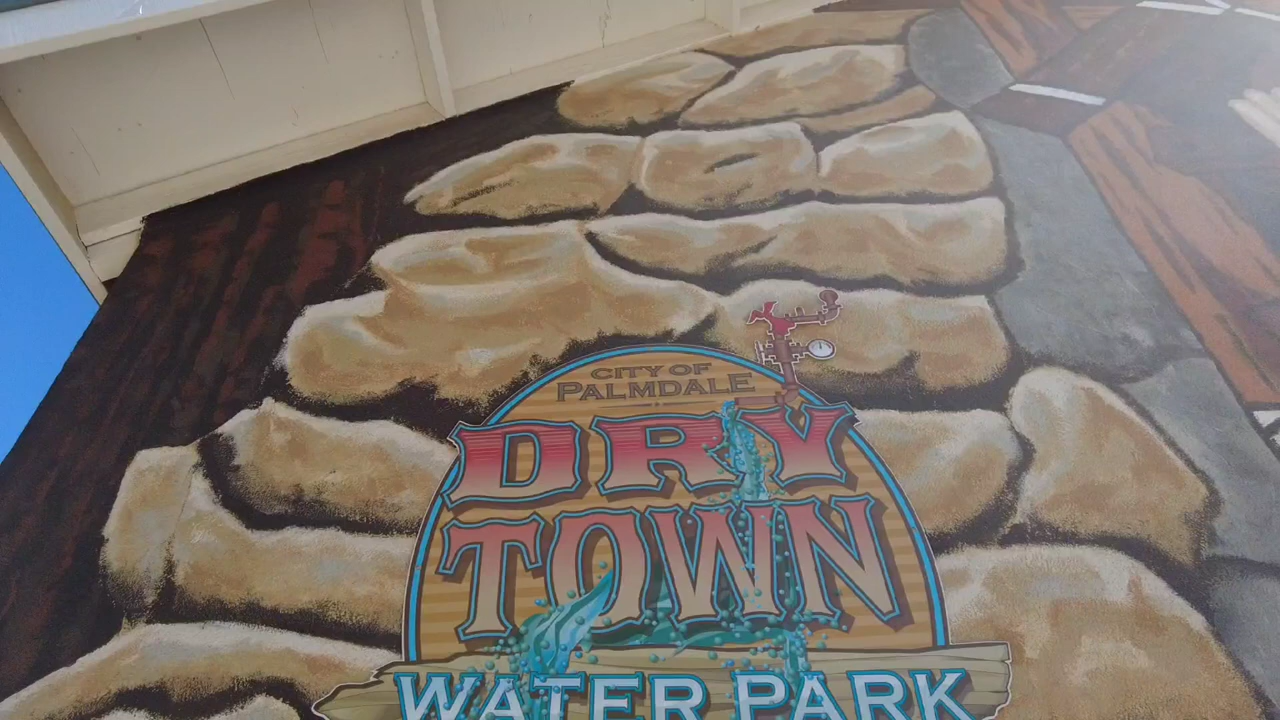 CITY OF
PALMDALE
DRY
TOWN
WATER PARK